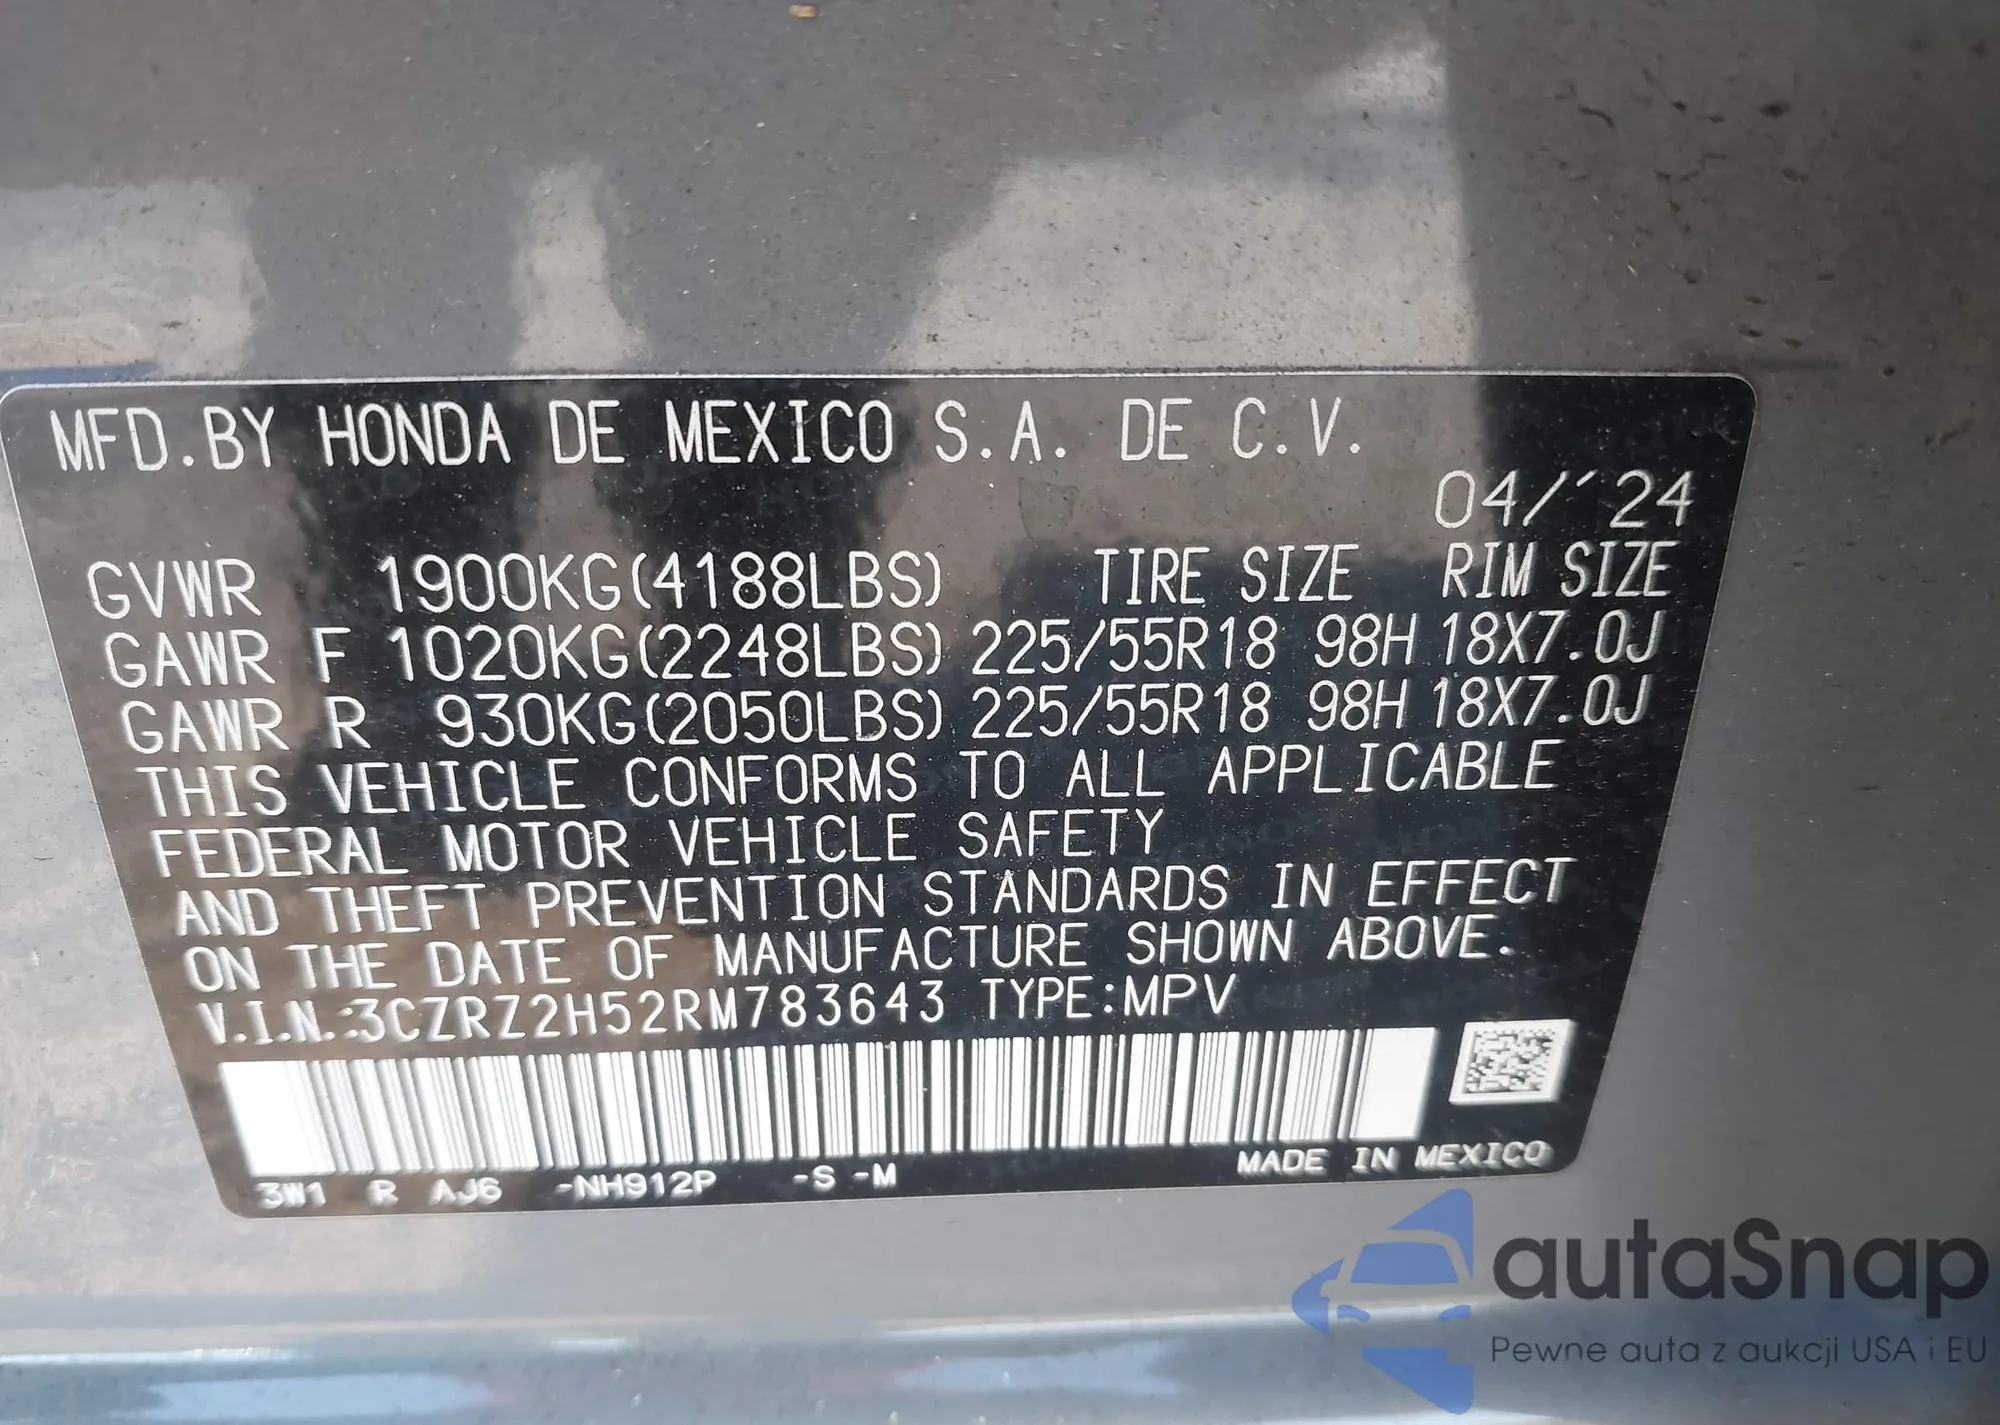 MFD.BY HONDA DE MEXICO S.A. DE C.V.
04/'24
GVWR 1900KG(4188LBS) TIRE SIZE RIM SIZE
GAWR F 1020KG(2248LBS) 225/55R18 98H 18X7.0J
GAWR R 930KG(2050LBS) 225/55R18 98H 18X7.0J
THIS VEHICLE CONFORMS TO ALL APPLICABLE
FEDERAL MOTOR VEHICLE SAFETY
AND THEFT PREVENTION STANDARDS IN EFFECT
ON THE DATE OF MANUFACTURE SHOWN ABOVE.
V.I.N.:3CZRZ2H52RM783643 TYPE:MPV
3W1 R AJ6 -NH912P -S -M MADE IN MEXICO
autaSnap
Pewne auta z aukcji USA i EU